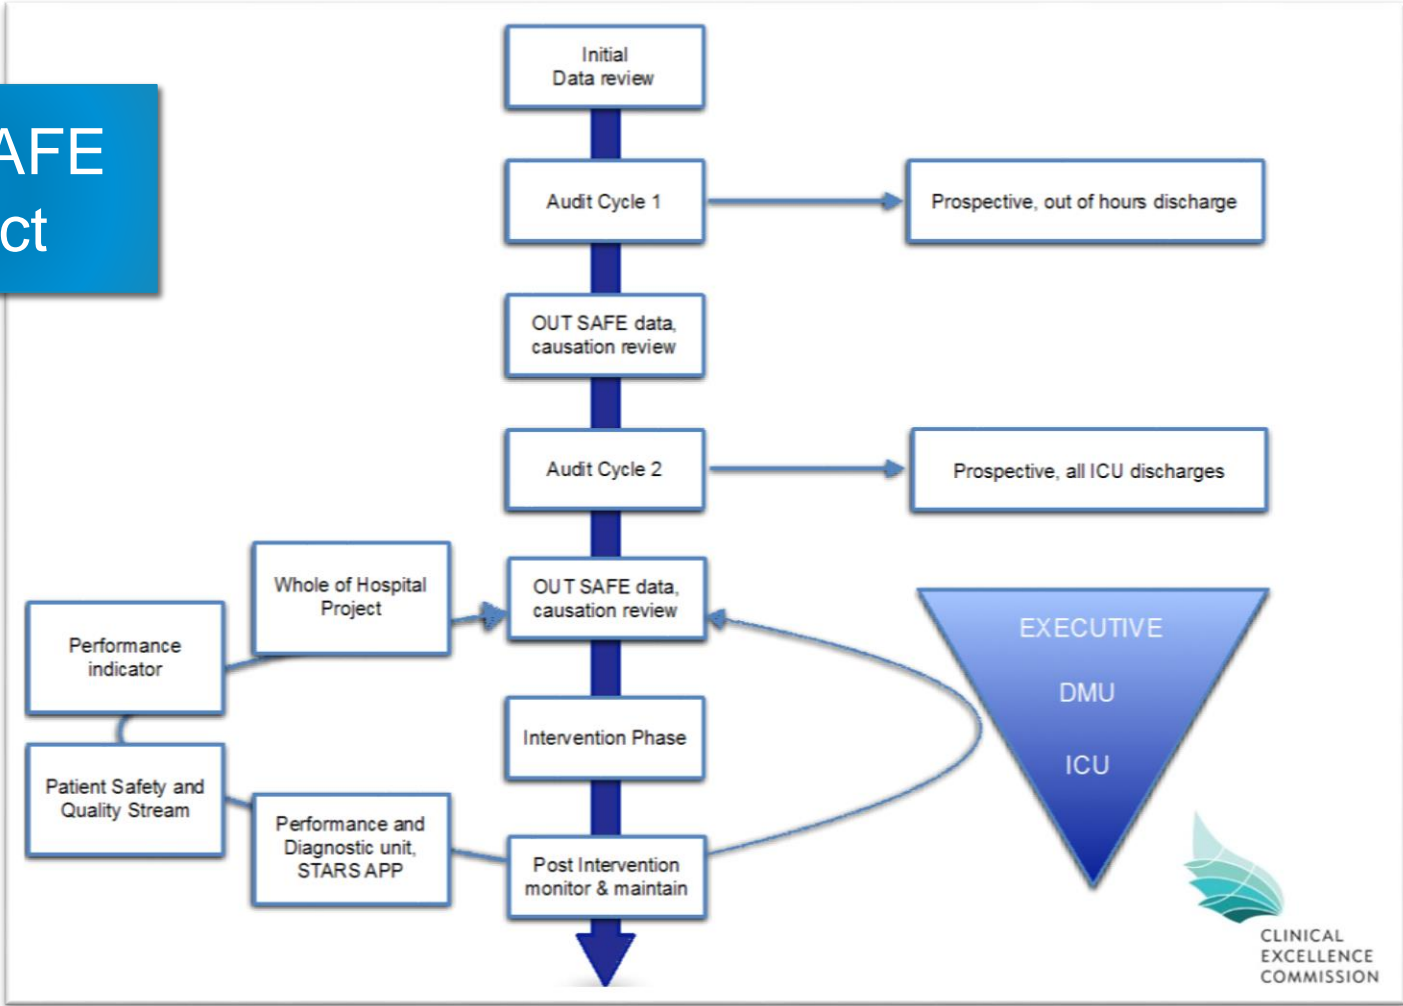 AFE
ct
Initial
Data review
Audit Cycle 1
Prospective, out of hours discharge
OUT SAFE data,
causation review
Audit Cycle 2
Prospective, all ICU discharges
Whole of Hospital
Project
OUT SAFE data,
causation review
Performance
indicator
EXECUTIVE
DMU
ICU
Intervention Phase
Patient Safety and
Quality Stream
Performance and
Diagnostic unit,
STARS APP
Post Intervention
monitor & maintain
CLINICAL
EXCELLENCE
COMMISSION